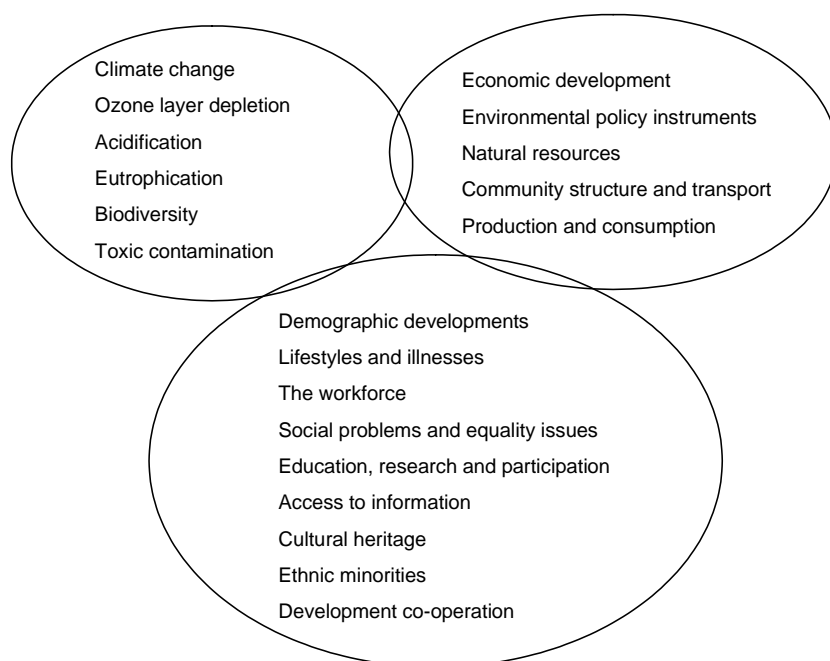 Climate change
Ozone layer depletion
Acidification
Eutrophication
Biodiversity
Toxic contamination
Economic development
Environmental policy instruments
Natural resources
Community structure and transport
Production and consumption
Demographic developments
Lifestyles and illnesses
The workforce
Social problems and equality issues
Education, research and participation
Access to information
Cultural heritage
Ethnic minorities
Development co-operation